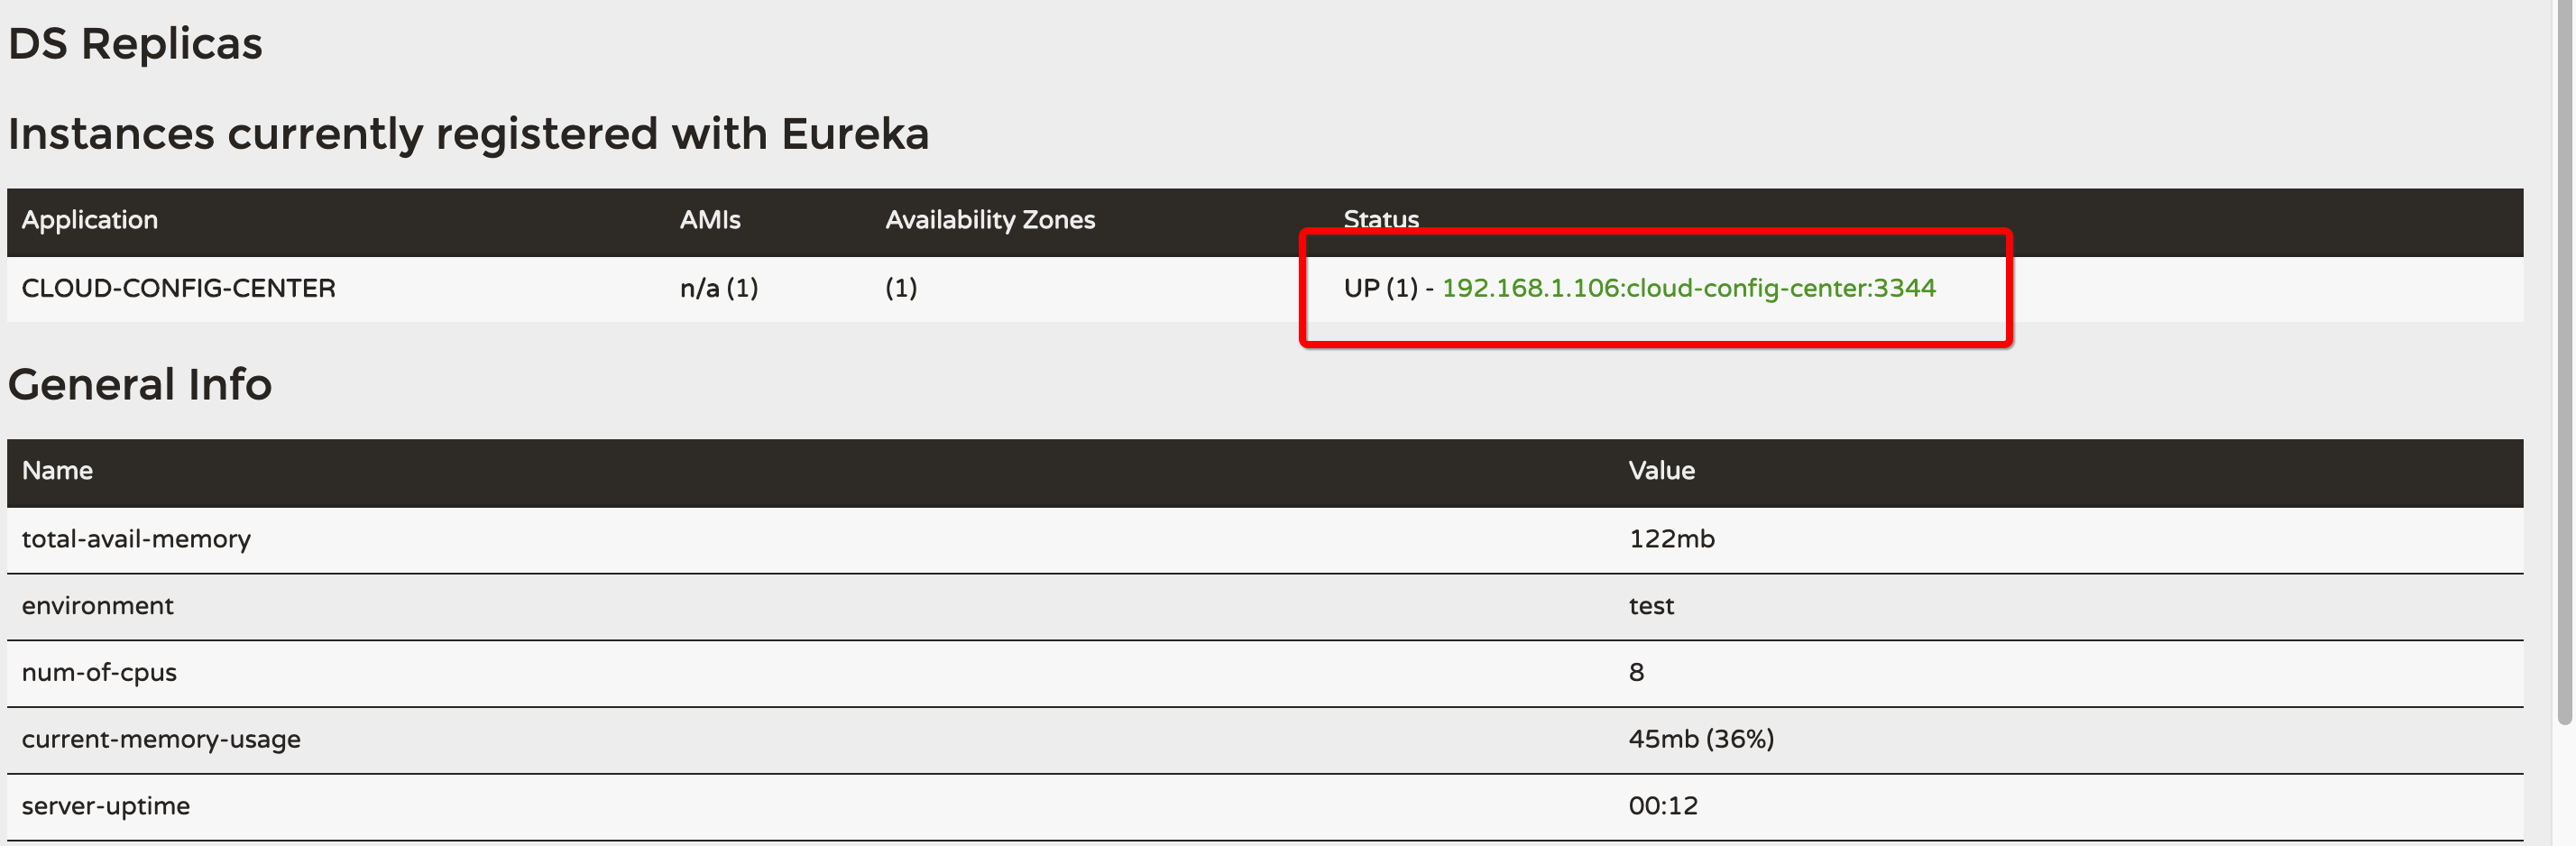 DS Replicas
Instances currently registered with Eureka
Application AMIs Availability Zones Status
CLOUD-CONFIG-CENTER n/a (1) (1) UP (1) - 192.168.1.106:cloud-config-center:3344
General Info
Name Value
total-avail-memory 122mb
environment test
num-of-cpus 8
current-memory-usage 45mb (36%)
server-uptime 00:12